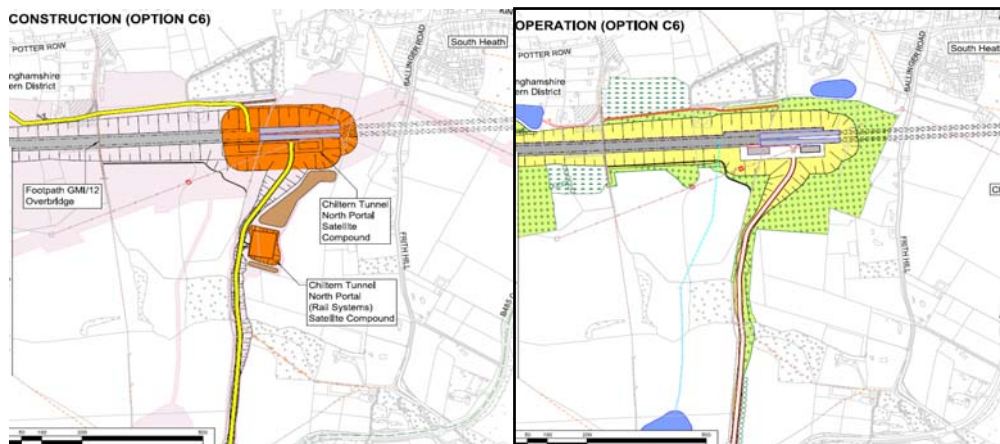 CONSTRUCTION (OPTION C6)
POTTER ROW
South Heath
BALLINGER ROAD
nghamshire
ern District
Footpath GMI/12
Overbridge
Chiltern Tunnel
North Portal
Satellite
Compound
FRITH HILL
Chiltern Tunnel
North Portal
(Rail Systems)
Satellite Compound
OPERATION (OPTION C6)
POTTER ROW
South Heat
BALLINGER ROAD
nghamshire
ern District
FRITH HILL